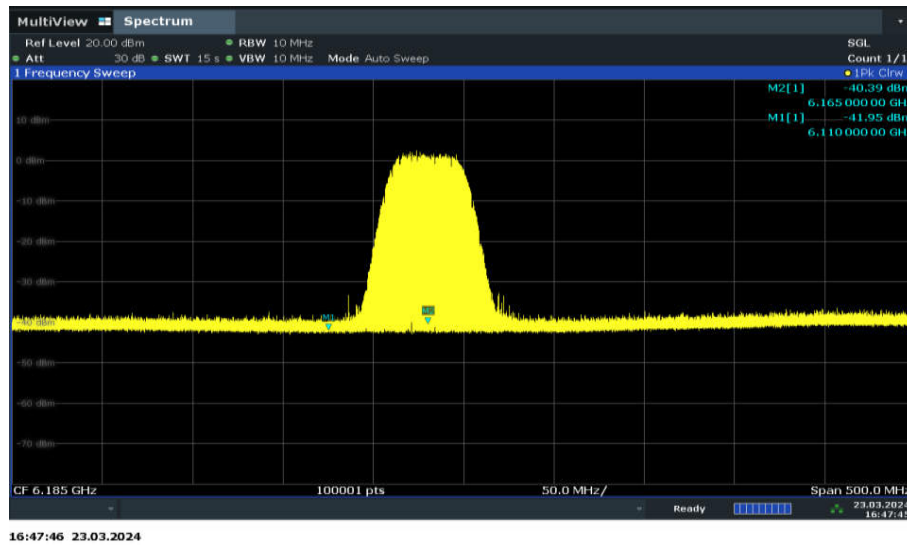 MultiView Spectrum
Ref Level 20.00 dBm RBW 10 MHz SGL
Att 30 dB SWT 15 s VBW 10 MHz Mode Auto Sweep Count 1/1
1 Frequency Sweep 1Pk Clrw
M2[1] -40.39 dBm
6.165 000 00 GH
M1[1] -41.95 dBm
6.110 000 00 GH
10 dBm
0 dBm
-10 dBm
-20 dBm
-30 dBm
-40 dBm
M1 M2
-50 dBm
-60 dBm
-70 dBm
CF 6.185 GHz 100001 pts 50.0 MHz/ Span 500.0 MHz
Ready 23.03.2024
16:47:45
16:47:46 23.03.2024